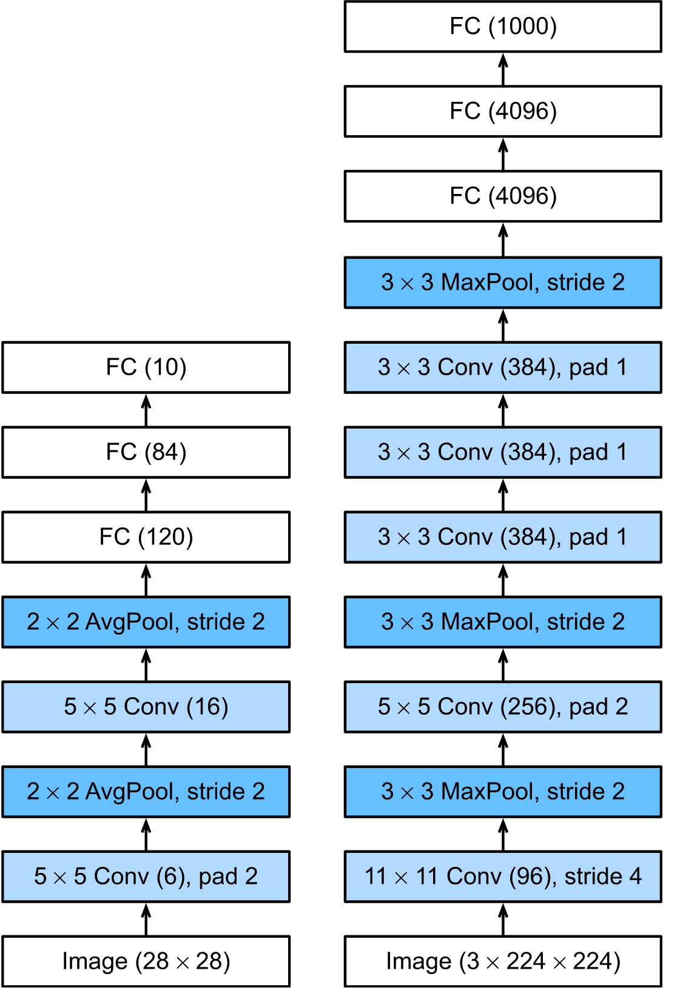 FC (10)
FC (84)
FC (120)
2 × 2 AvgPool, stride 2
5 × 5 Conv (16)
2 × 2 AvgPool, stride 2
5 × 5 Conv (6), pad 2
Image (28 × 28)
FC (1000)
FC (4096)
FC (4096)
3 × 3 MaxPool, stride 2
3 × 3 Conv (384), pad 1
3 × 3 Conv (384), pad 1
3 × 3 Conv (384), pad 1
3 × 3 MaxPool, stride 2
5 × 5 Conv (256), pad 2
3 × 3 MaxPool, stride 2
11 × 11 Conv (96), stride 4
Image (3 × 224 × 224)